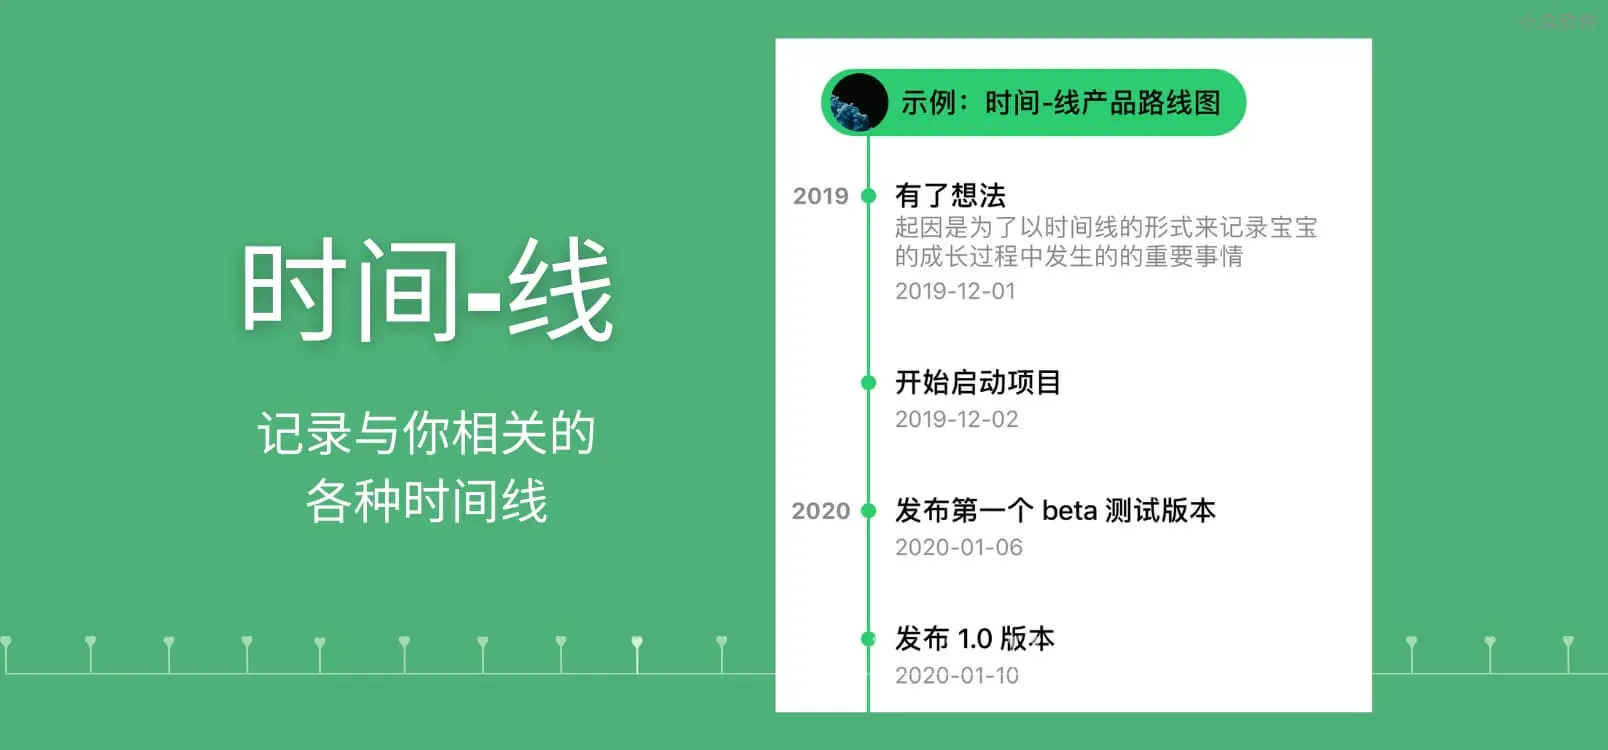 时间-线
记录与你相关的
各种时间线
示例：时间-线产品路线图
2019
有了想法
起因是为了以时间线的形式来记录宝宝
的成长过程中发生的的重要事情
2019-12-01
开始启动项目
2019-12-02
2020
发布第一个 beta 测试版本
2020-01-06
发布 1.0 版本
2020-01-10